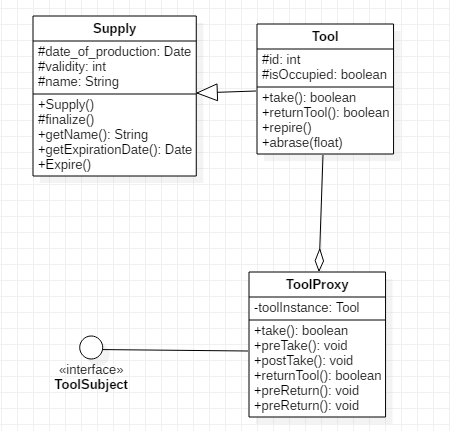 Supply
#date_of_production: Date
#validity: int
#name: String
+Supply()
#finalize()
+getName(): String
+getExpirationDate(): Date
+Expire()
Tool
#id: int
#isOccupied: boolean
+take(): boolean
+returnTool(): boolean
+repire()
+abrase(float)
ToolProxy
-toolInstance: Tool
+take(): boolean
+preTake(): void
+postTake(): void
+returnTool(): boolean
+preReturn(): void
+preReturn(): void
«interface»
ToolSubject